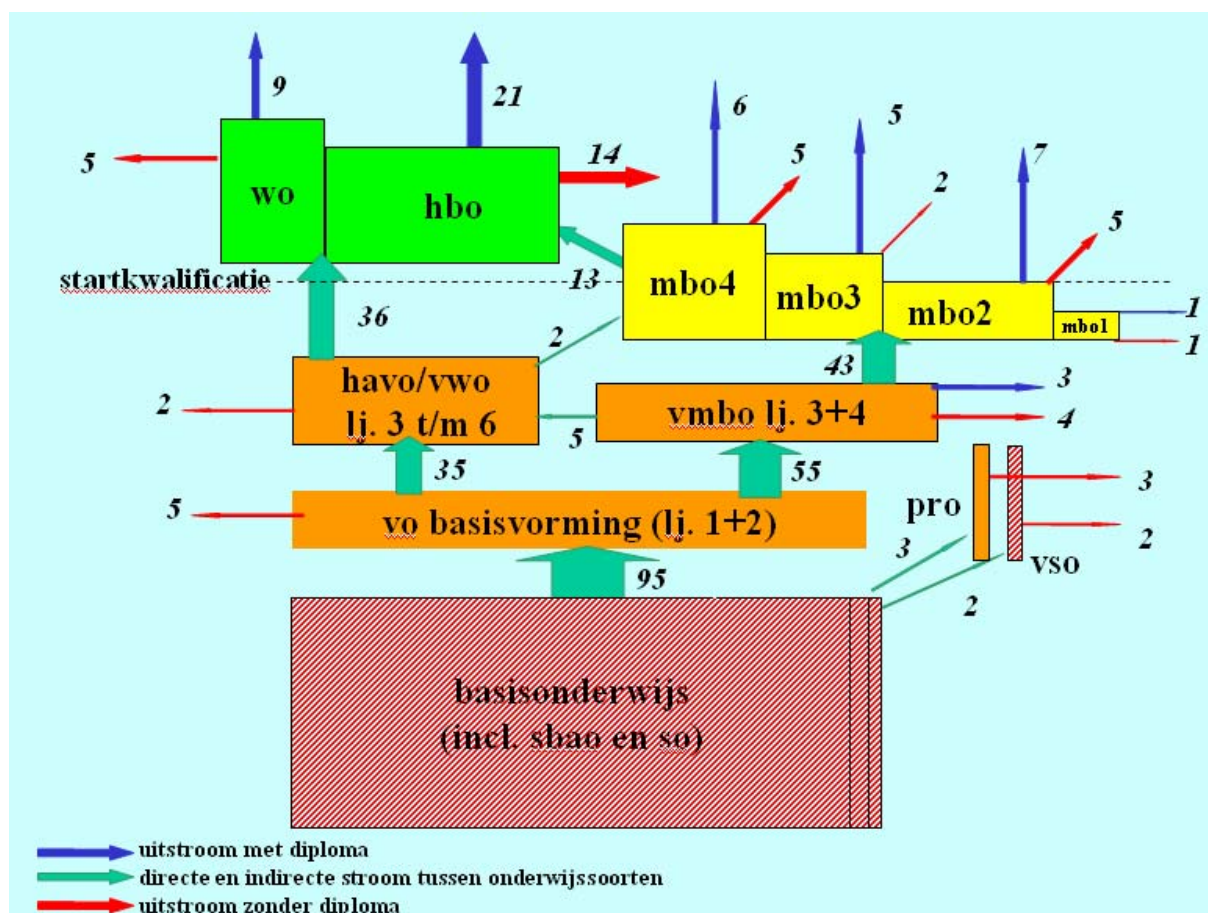 9
21
6
5
5
14
5
7
2
5
wo
hbo
startkwalificatie
13
mbo4
mbo3
mbo2
mbo1
1
1
36
2
43
havo/vwo
lj. 3 t/m 6
2
5
vmbo lj. 3+4
3
4
35
55
5
vo basisvorming (lj. 1+2)
pro
3
vso
2
3
2
95
basisonderwijs
(incl. sbao en so)
uitstroom met diploma
directe en indirecte stroom tussen onderwijssoorten
uitstroom zonder diploma